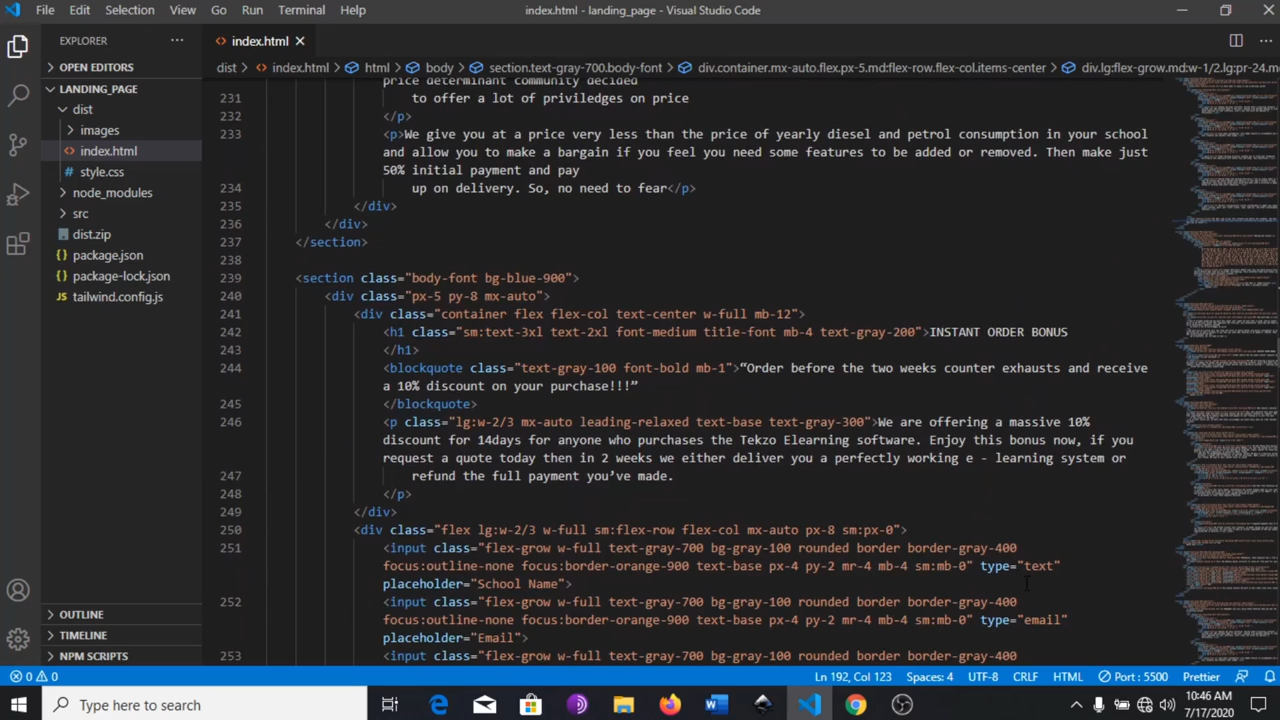 File Edit Selection View Go Run Terminal Help
index.html - landing_page - Visual Studio Code
EXPLORER
OPEN EDITORS
LANDING_PAGE
dist
images
index.html
style.css
node_modules
src
dist.zip
package.json
package-lock.json
tailwind.config.js
OUTLINE
TIMELINE
NPM SCRIPTS
index.html
dist > index.html > html > body > section.text-gray-700.body-font > div.container.mx-auto.flex.px-5.md:flex-row.flex-col.items-center > div.lg:flex-grow.md:w-1/2.lg:pr-24.m
price determinant community decided
231 to offer a lot of priviledges on price
232 </p>
233 <p>We give you at a price very less than the price of yearly diesel and petrol consumption in your school
and allow you to make a bargain if you feel you need some features to be added or removed. Then make just
50% initial payment and pay
234 up on delivery. So, no need to fear</p>
235 </div>
236 </div>
237 </section>
238
239 <section class="body-font bg-blue-900">
240 <div class="px-5 py-8 mx-auto">
241 <div class="container flex flex-col text-center w-full mb-12">
242 <h1 class="sm:text-3xl text-2xl font-medium title-font mb-4 text-gray-200">INSTANT ORDER BONUS
243 </h1>
244 <blockquote class="text-gray-100 font-bold mb-1">“Order before the two weeks counter exhausts and receive
a 10% discount on your purchase!!!”
245 </blockquote>
246 <p class="lg:w-2/3 mx-auto leading-relaxed text-base text-gray-300">We are offering a massive 10%
discount for 14days for anyone who purchases the Tekzo Elearning software. Enjoy this bonus now, if you
request a quote from us or in 2 weeks we either deliver you a perfectly working e - learning system or
247 refund the full payment you’ve made.
248 </p>
249 </div>
250 <div class="flex lg:w-2/3 w-full sm:flex-row flex-col mx-auto px-8 sm:px-0">
251 <input class="flex-grow w-full text-gray-700 bg-gray-100 rounded border border-gray-400
focus:outline-none focus:border-orange-900 text-base px-4 py-2 mr-4 mb-4 sm:mb-0" type="text"
placeholder="School Name">
252 <input class="flex-grow w-full text-gray-700 bg-gray-100 rounded border border-gray-400
focus:outline-none focus:border-orange-900 text-base px-4 py-2 mr-4 mb-4 sm:mb-0" type="email"
placeholder="Email">
253 <input class="flex-grow w-full text-gray-700 bg-gray-100 rounded border border-gray-400
0 0 Ln 192, Col 123 Spaces: 4 UTF-8 CRLF HTML Port : 5500 Prettier
Type here to search
10:46 AM
7/17/2020